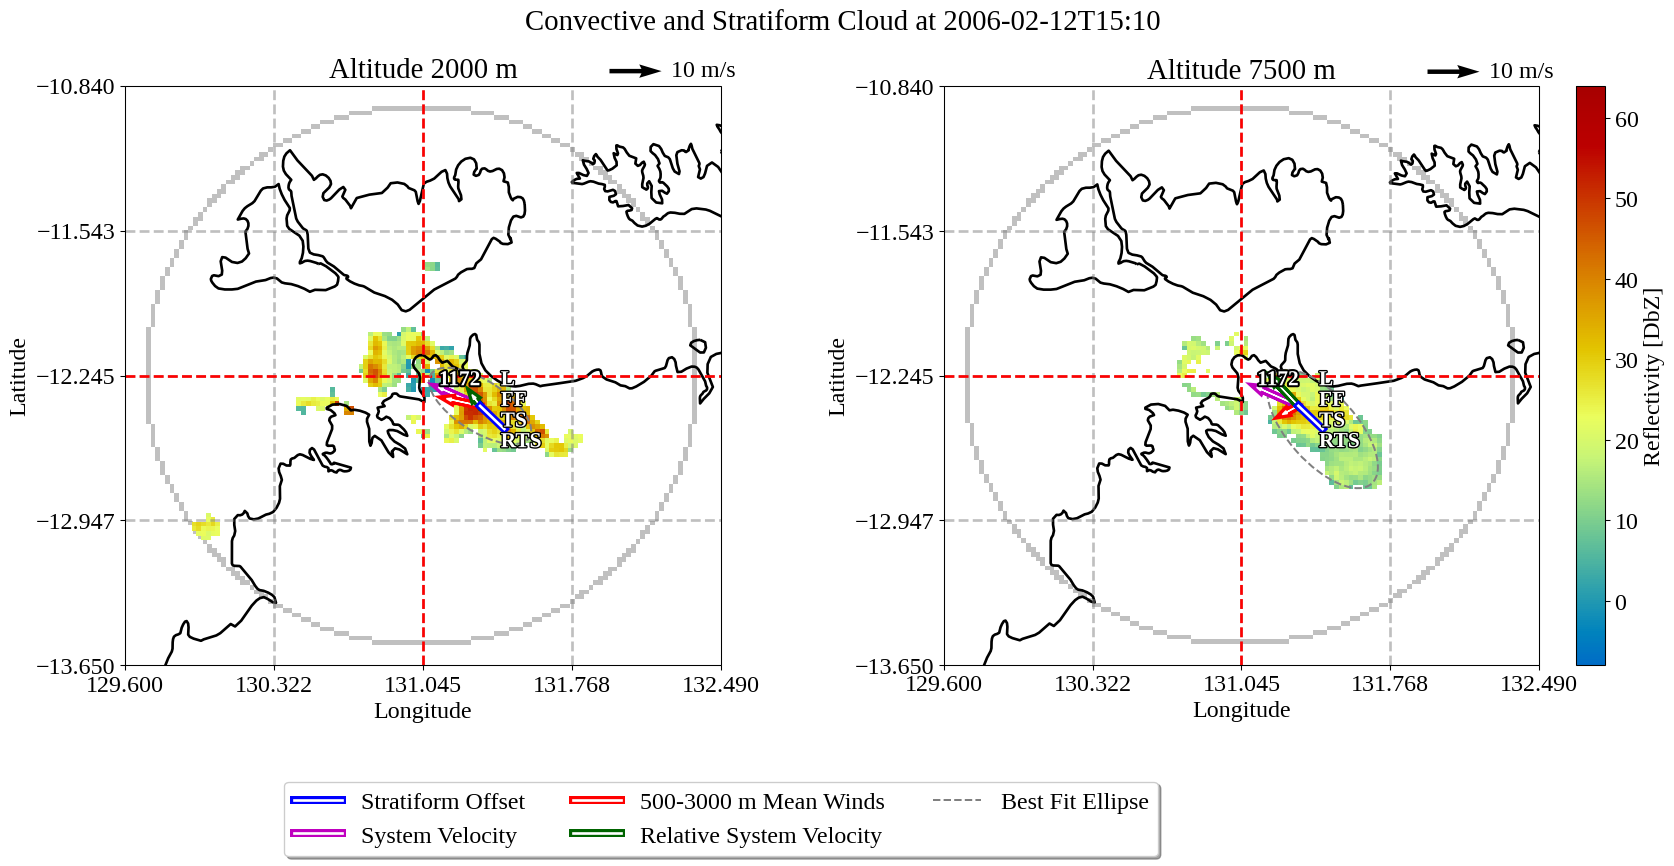 Convective and Stratiform Cloud at 2006-02-12T15:10
Altitude 2000 m
10 m/s
−10.840
−11.543
−12.245
−12.947
−13.650
Latitude
129.600
130.322
131.045
131.768
132.490
Longitude
1172
L
FF
TS
RTS
Altitude 7500 m
10 m/s
−10.840
−11.543
−12.245
−12.947
−13.650
Latitude
129.600
130.322
131.045
131.768
132.490
Longitude
1172
L
FF
TS
RTS
60
50
40
30
20
10
0
Reflectivity [DbZ]
Stratiform Offset
System Velocity
500-3000 m Mean Winds
Relative System Velocity
Best Fit Ellipse